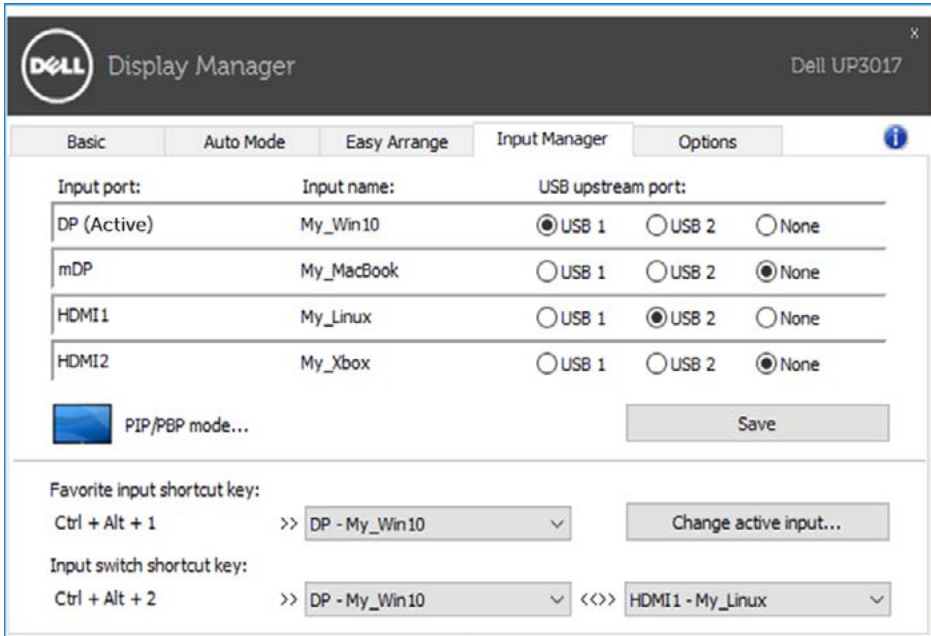 DELL Display Manager Dell UP3017 x
Basic Auto Mode Easy Arrange Input Manager Options i
Input port: Input name: USB upstream port:
DP (Active) My_Win10 USB 1 USB 2 None
mDP My_MacBook USB 1 USB 2 None
HDMI1 My_Linux USB 1 USB 2 None
HDMI2 My_Xbox USB 1 USB 2 None
PIP/PBP mode... Save
Favorite input shortcut key:
Ctrl + Alt + 1 >> DP - My_Win10 Change active input...
Input switch shortcut key:
Ctrl + Alt + 2 >> DP - My_Win10 <<>> HDMI1 - My_Linux